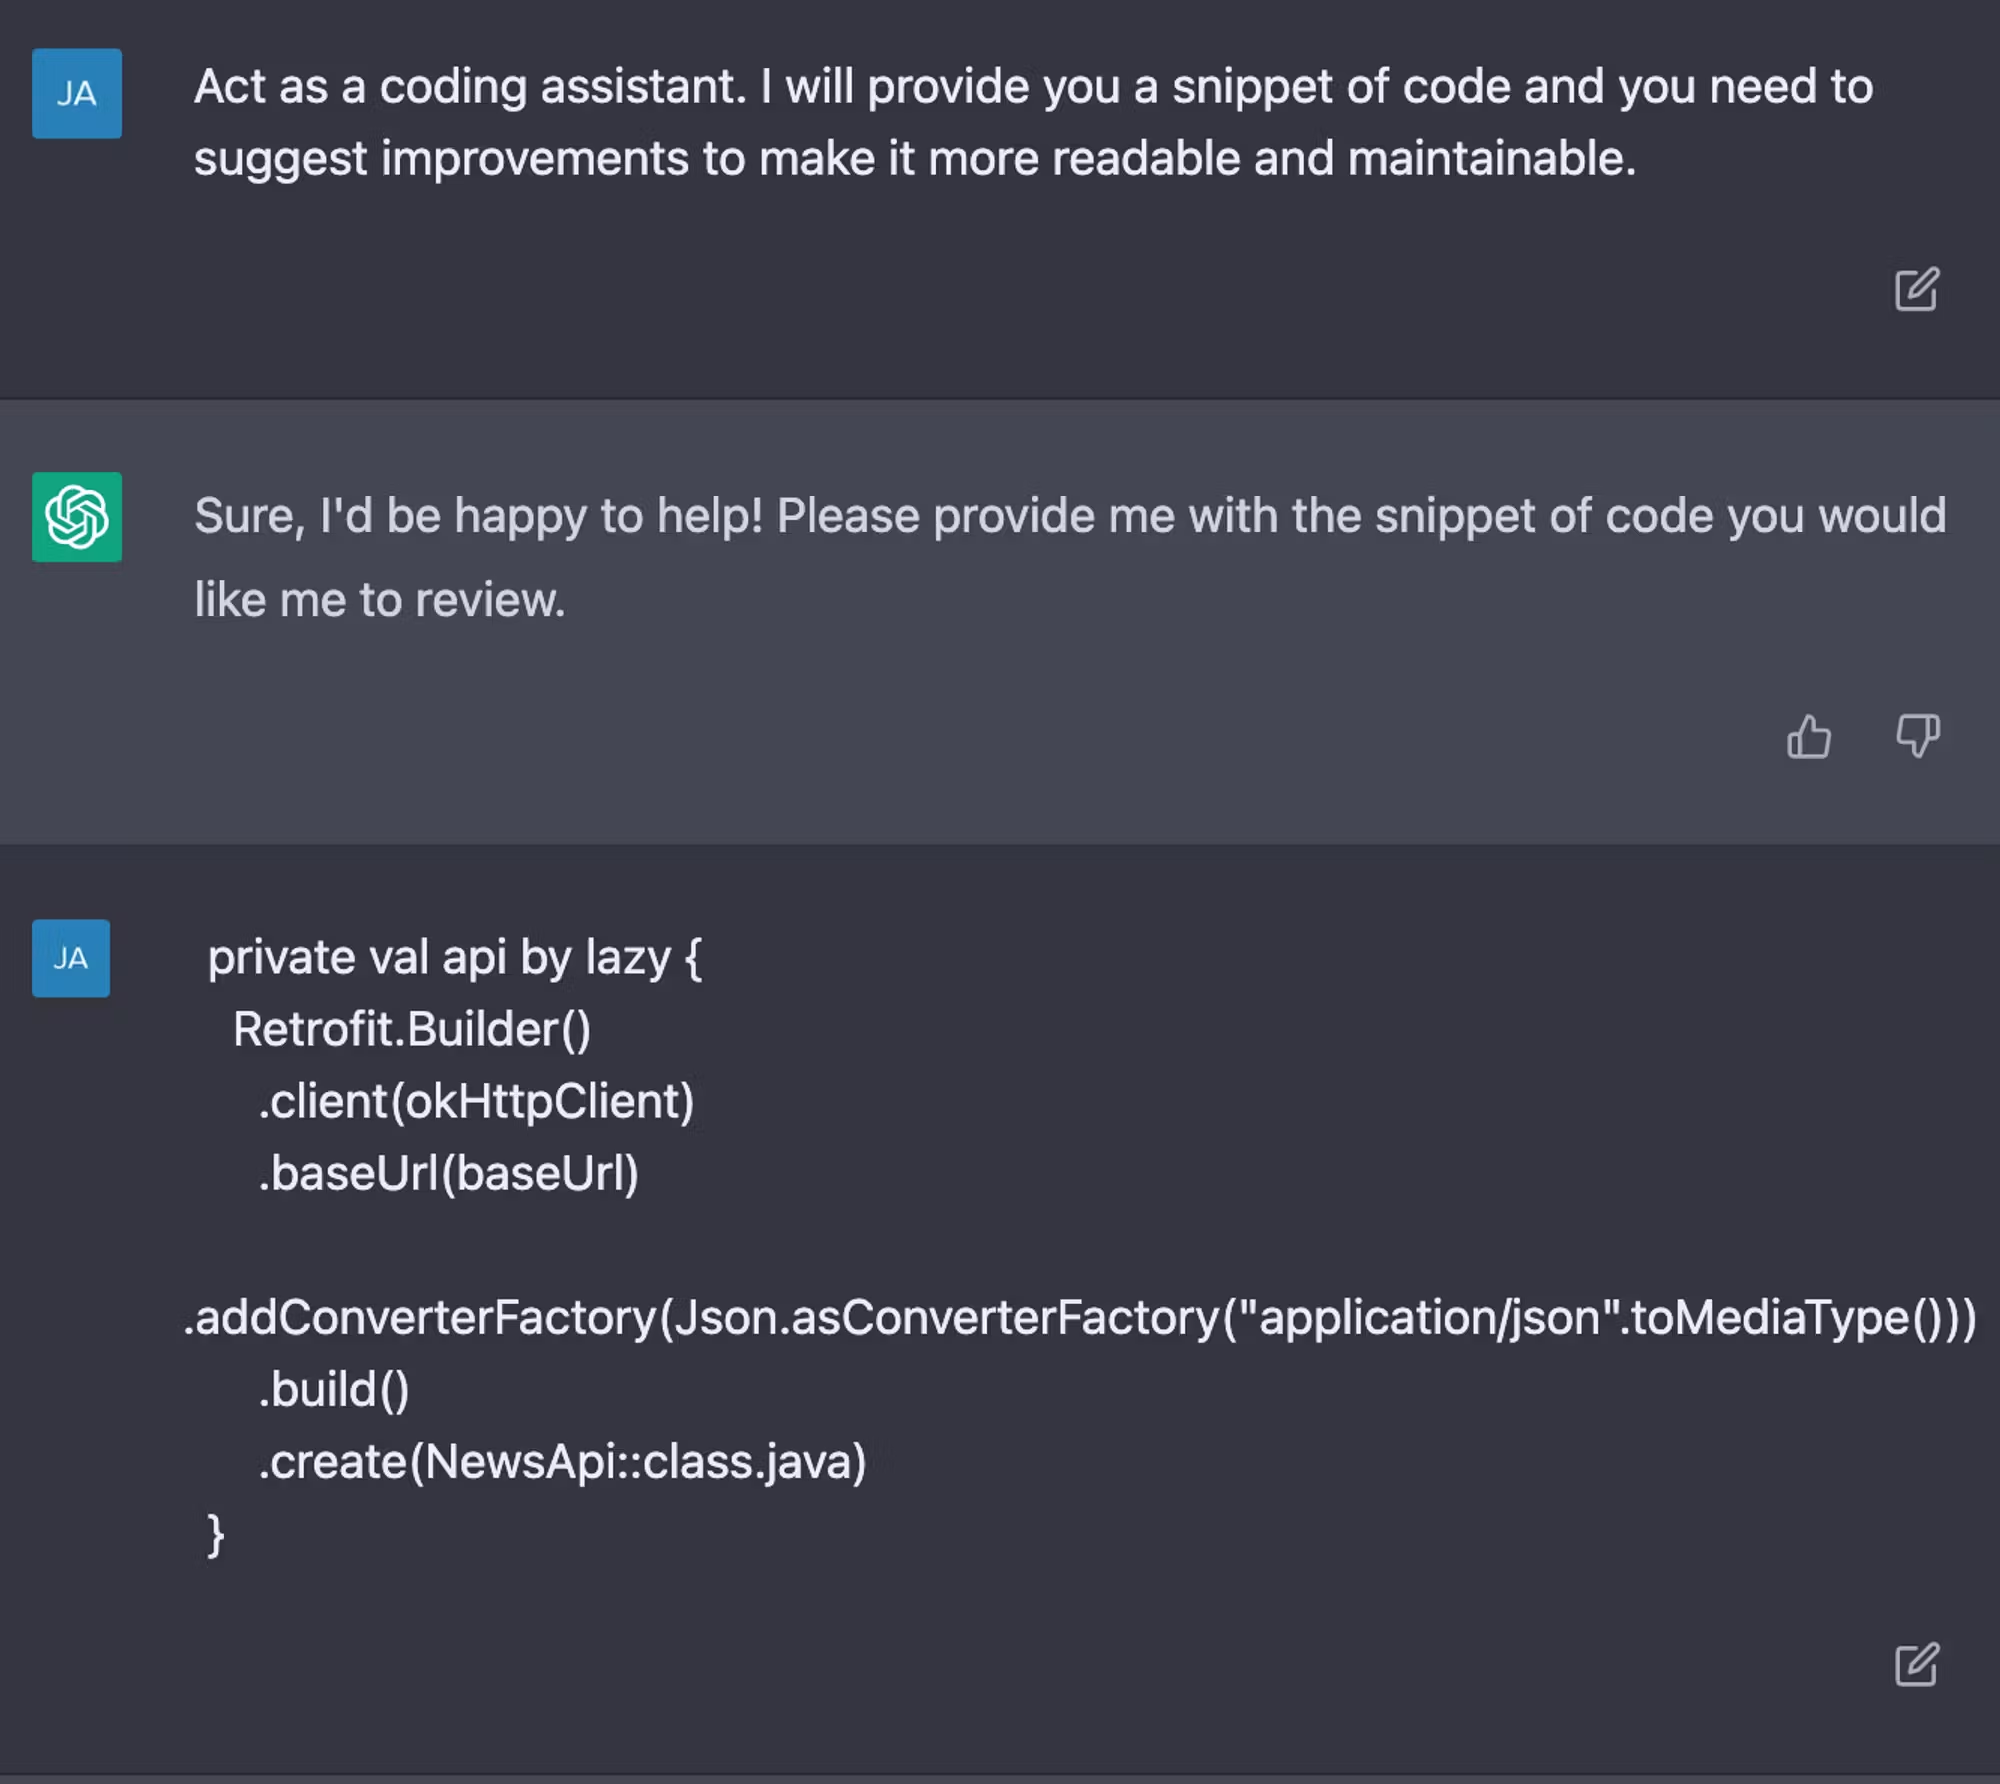 JA
Act as a coding assistant. I will provide you a snippet of code and you need to
suggest improvements to make it more readable and maintainable.
Sure, I'd be happy to help! Please provide me with the snippet of code you would
like me to review.
JA
private val api by lazy {
Retrofit.Builder()
.client(okHttpClient)
.baseUrl(baseUrl)
.addConverterFactory(Json.asConverterFactory("application/json".toMediaType()))
.build()
.create(NewsApi::class.java)
}